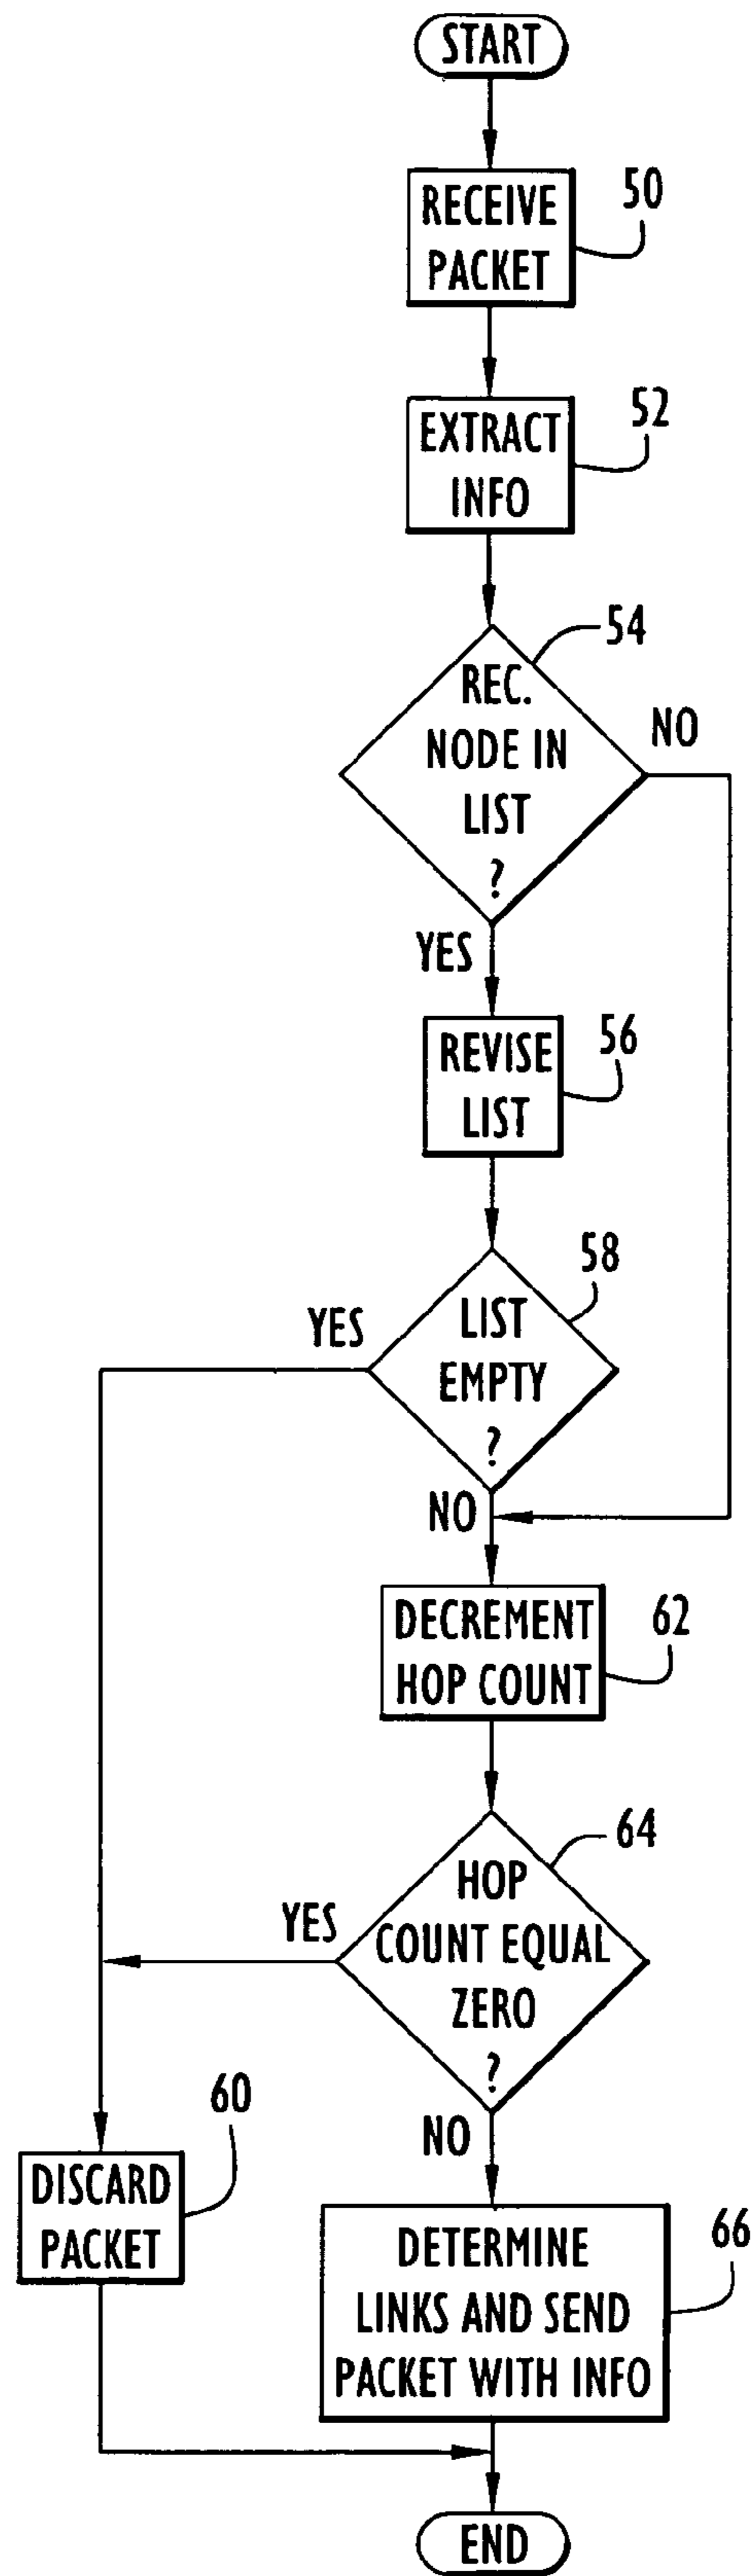 START
RECEIVE
PACKET
50
EXTRACT
INFO
52
REC.
NODE IN
LIST
?
54
NO
YES
REVISE
LIST
56
LIST
EMPTY
?
58
YES
NO
DECREMENT
HOP COUNT
62
HOP
COUNT EQUAL
ZERO
?
64
YES
NO
DISCARD
PACKET
60
DETERMINE
LINKS AND SEND
PACKET WITH INFO
66
END